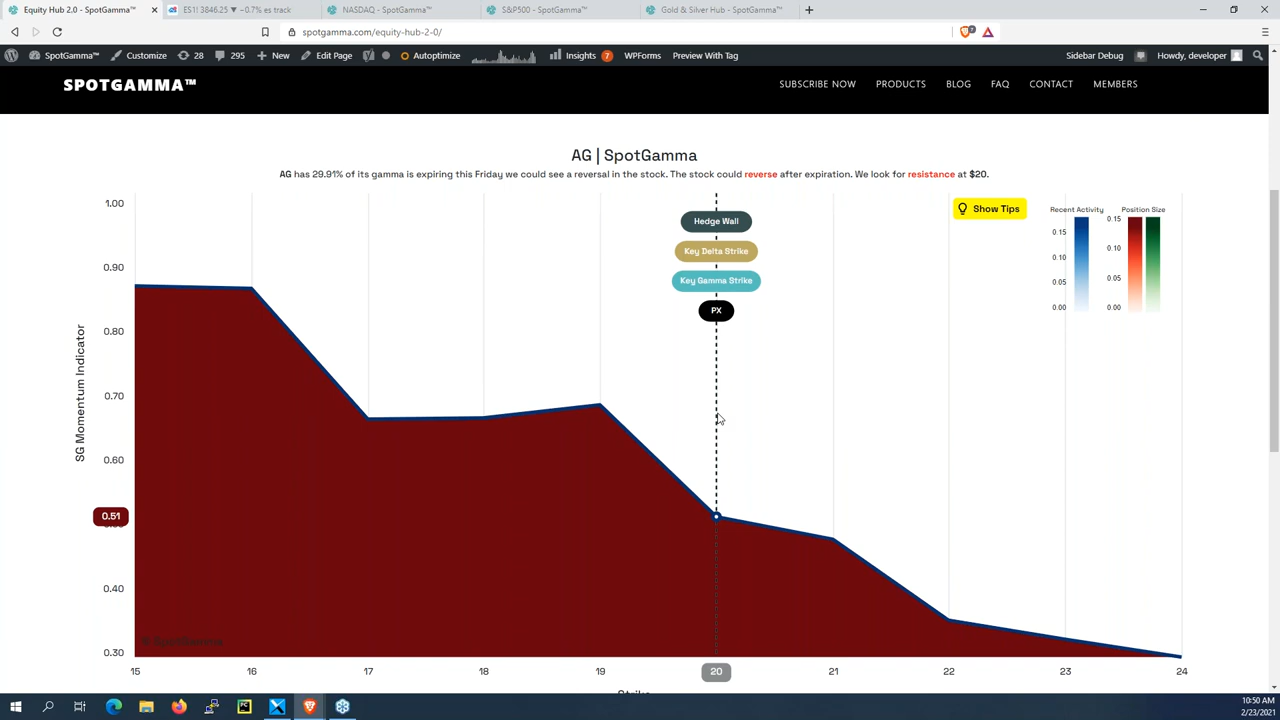 Equity Hub 2.0 - SpotGamma™
ES1! 3846.25 ▼ −0.7% es track
NASDAQ - SpotGamma™
S&P500 - SpotGamma™
Gold & Silver Hub - SpotGamma™
spotgamma.com/equity-hub-2-0/
SpotGamma™ Customize 28 295 New Edit Page Autoptimize Insights 7 WPForms Preview With Tag Sidebar Debug Howdy, developer
SPOTGAMMA™
SUBSCRIBE NOW PRODUCTS BLOG FAQ CONTACT MEMBERS
AG | SpotGamma
AG has 29.91% of its gamma is expiring this Friday we could see a reversal in the stock. The stock could reverse after expiration. We look for resistance at $20.
Show Tips
Recent Activity Position Size
0.15
0.10
0.05
0.00
0.15
0.10
0.05
0.00
Hedge Wall
Key Delta Strike
Key Gamma Strike
PX
SG Momentum Indicator
1.00
0.90
0.80
0.70
0.60
0.51
0.40
0.30
© SpotGamma
15 16 17 18 19 20 21 22 23 24
Strike
10:50 AM
2/23/2021